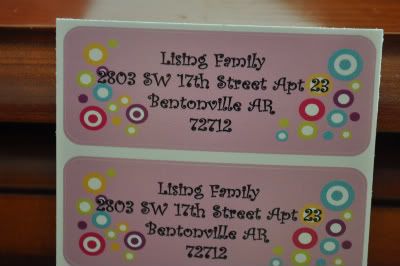 Lising Family
2803 SW 17th Street Apt 23
Bentonville AR
72712
Lising Family
2803 SW 17th Street Apt 23
Bentonville AR
72712